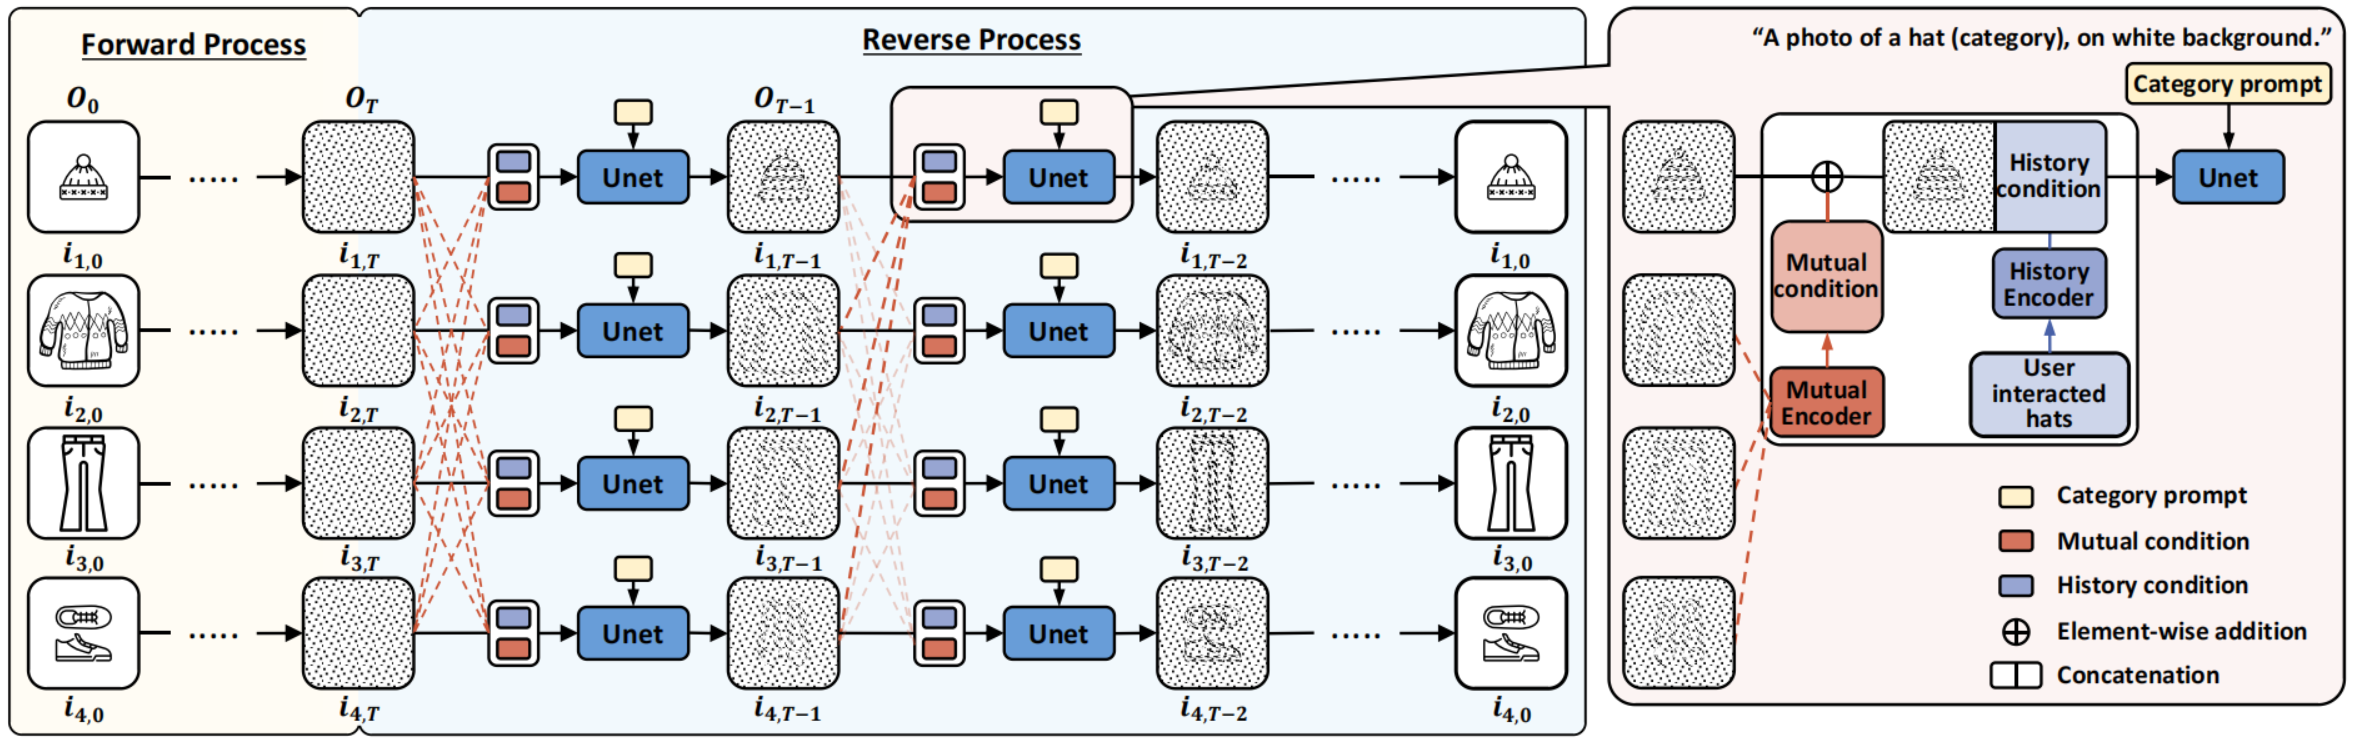 Forward Process
Reverse Process
“A photo of a hat (category), on white background.”
Category prompt
O₀
O_T
O_{T−1}
Unet
Unet
History
condition
Unet
i_{1,0}
i_{1,T}
i_{1,T−1}
i_{1,T−2}
i_{1,0}
Mutual
condition
History
Encoder
Unet
Unet
i_{2,0}
i_{2,T}
i_{2,T−1}
i_{2,T−2}
i_{2,0}
Mutual
Encoder
User
interacted
hats
Unet
Unet
i_{3,0}
i_{3,T}
i_{3,T−1}
i_{3,T−2}
i_{3,0}
Unet
Unet
i_{4,0}
i_{4,T}
i_{4,T−1}
i_{4,T−2}
i_{4,0}
Category prompt
Mutual condition
History condition
Element-wise addition
Concatenation